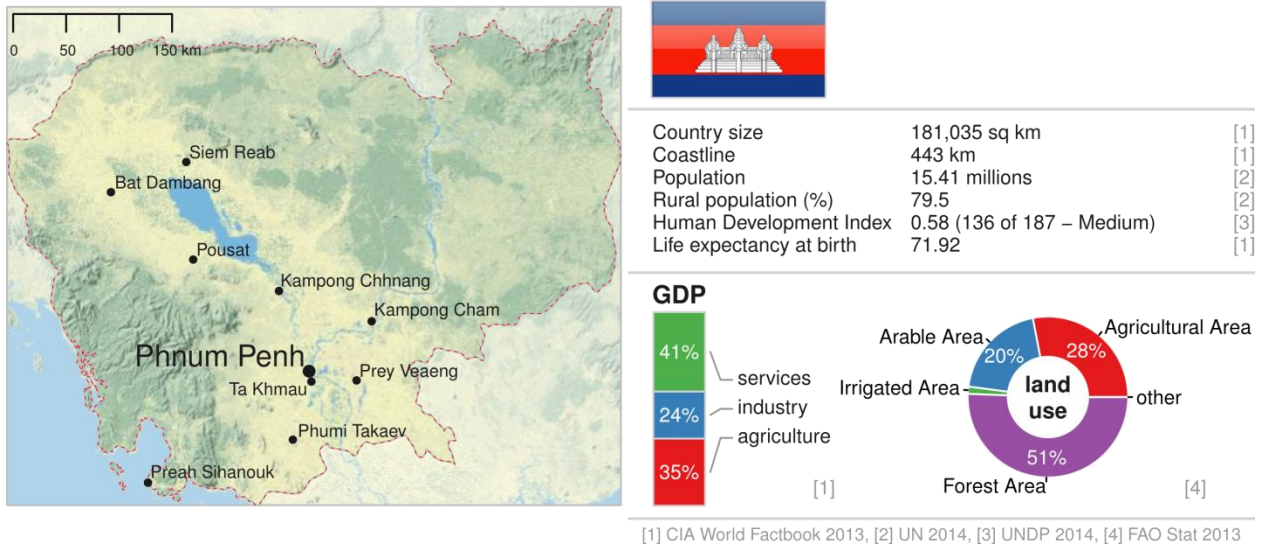 0 50 100 150 km
Siem Reab
Bat Dambang
Pousat
Kampong Chhnang
Kampong Cham
Phnum Penh
Prey Veaeng
Ta Khmau
Phumi Takaev
Preah Sihanouk
Country size 181,035 sq km [1]
Coastline 443 km [1]
Population 15.41 millions [2]
Rural population (%) 79.5 [2]
Human Development Index 0.58 (136 of 187 – Medium) [3]
Life expectancy at birth 71.92 [1]
GDP
41%
services
24%
industry
agriculture
35%
[1]
Agricultural Area
Arable Area
20%
28%
Irrigated Area
land
use
other
51%
Forest Area
[4]
[1] CIA World Factbook 2013, [2] UN 2014, [3] UNDP 2014, [4] FAO Stat 2013